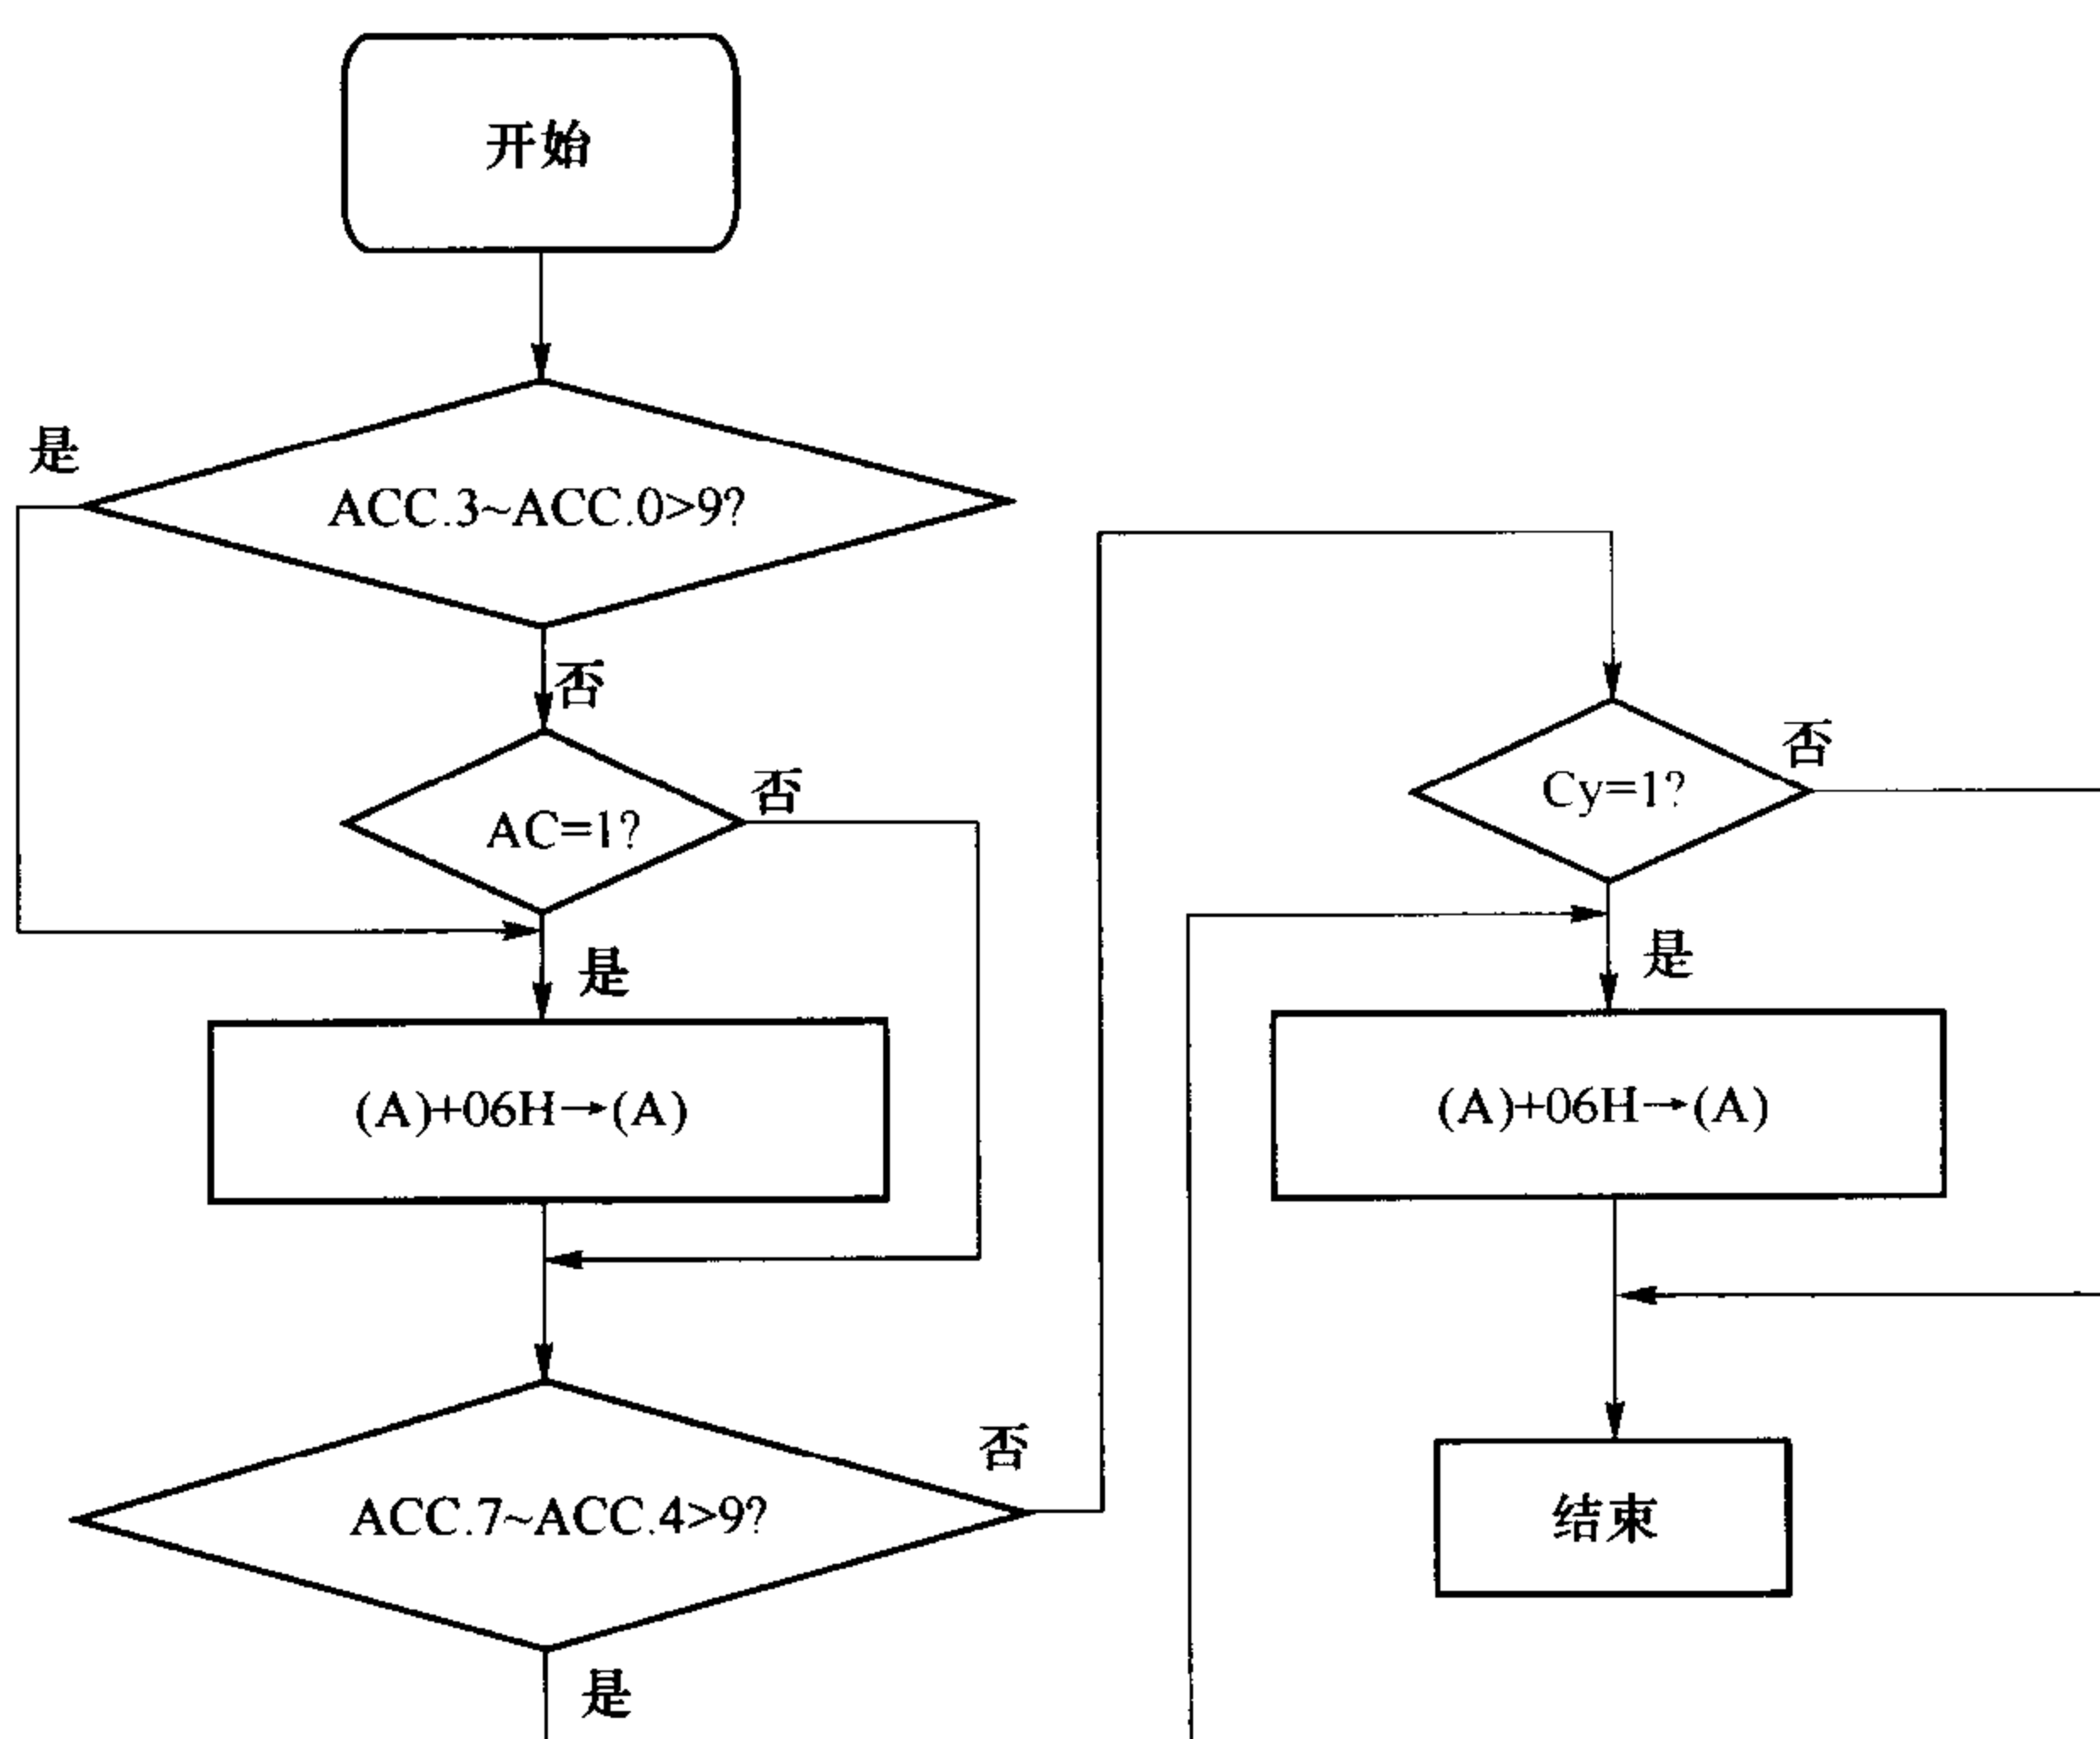 开始
是
ACC.3~ACC.0>9?
否
AC=1?
否
是
(A)+06H→(A)
ACC.7~ACC.4>9?
否
是
Cy=1?
否
是
(A)+06H→(A)
结束